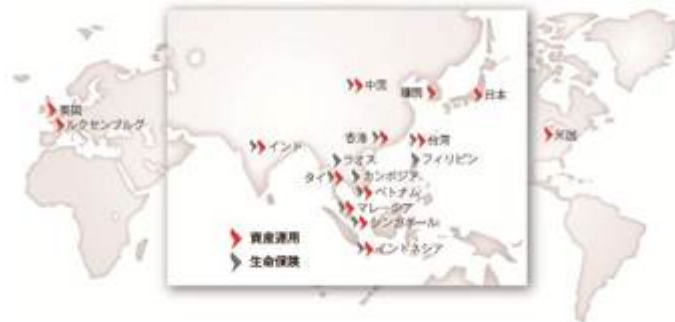 英国
ルクセンブルグ
中国
韓国
日本
香港
台湾
インド
ラオス
フィリピン
タイ
カンボジア
ベトナム
マレーシア
シンガポール
インドネシア
米国
資産運用
生命保険